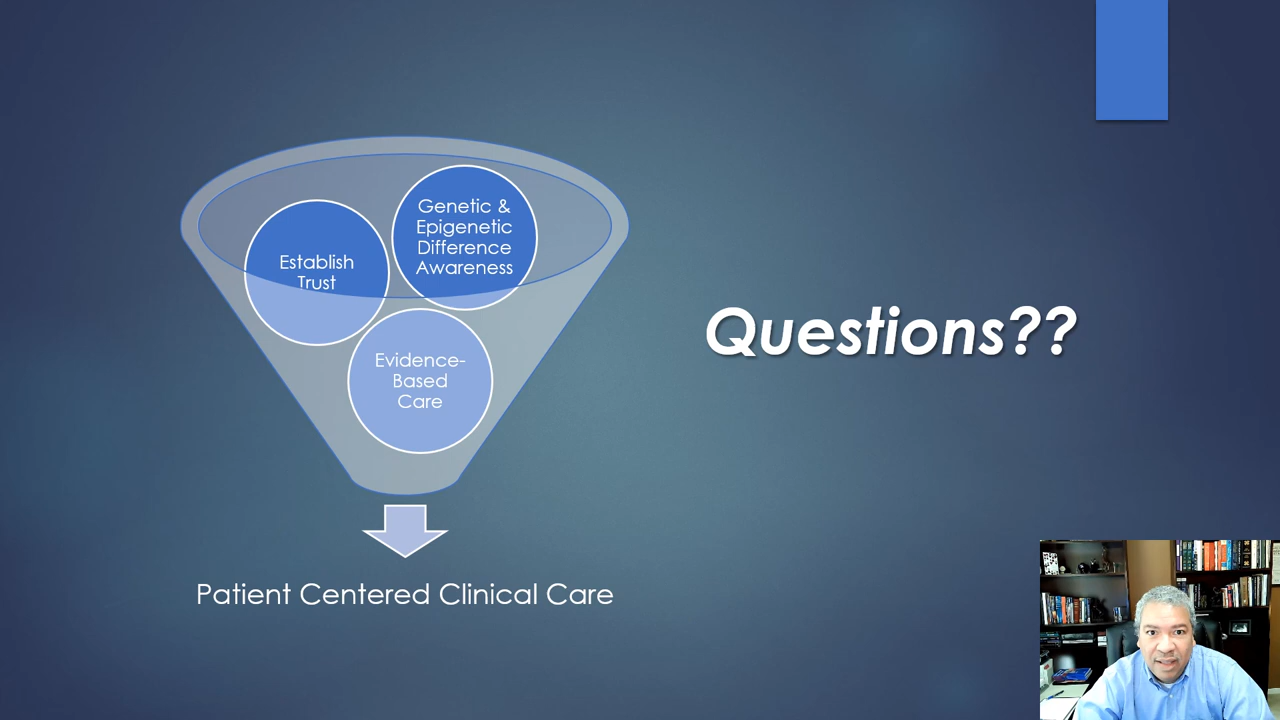 Genetic &
Epigenetic
Difference
Awareness
Establish
Trust
Evidence-
Based
Care
Patient Centered Clinical Care
Questions??